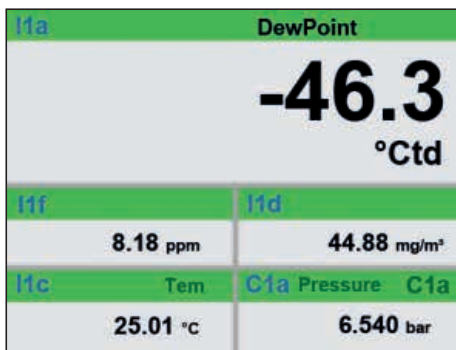 I1a DewPoint
-46.3
°Ctd
I1f I1d
8.18 ppm 44.88 mg/m³
I1c Tem C1a Pressure C1a
25.01 °C 6.540 bar